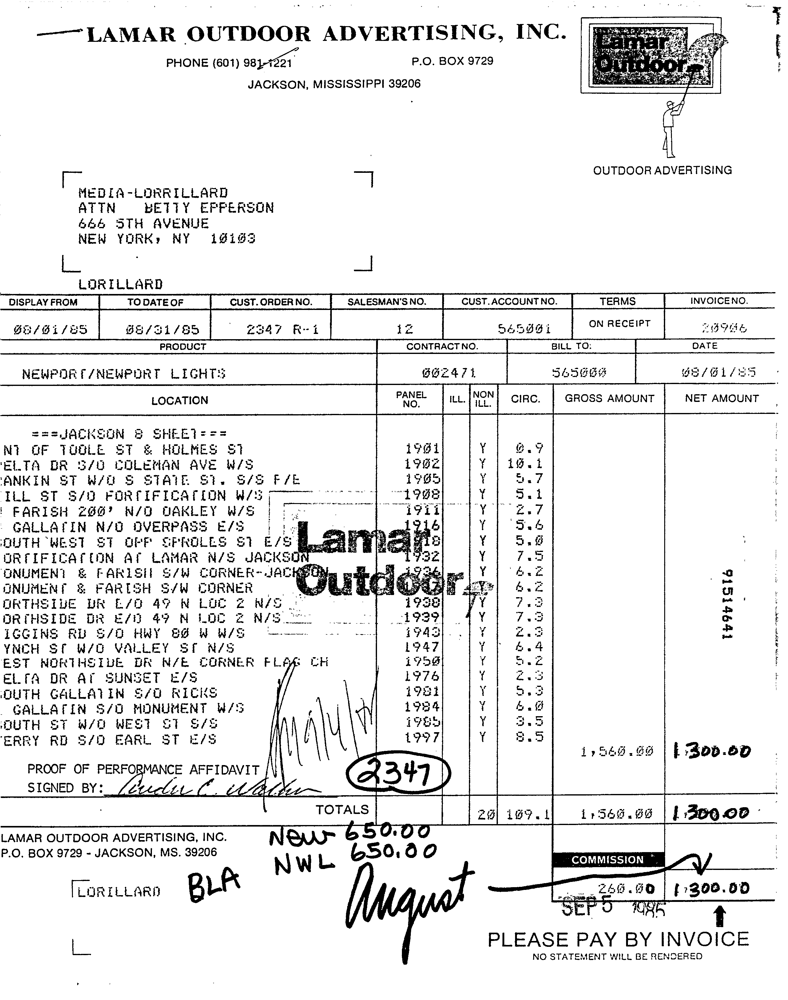 LAMAR OUTDOOR ADVERTISING, INC.
PHONE (601) 981-1221 P.O. BOX 9729
JACKSON, MISSISSIPPI 39206
Lamar
Outdoor
OUTDOOR ADVERTISING
MEDIA-LORRILLARD
ATTN BETTY EPPERSON
666 5TH AVENUE
NEW YORK, NY 10103
LORILLARD
DISPLAY FROM TO DATE OF CUST. ORDER NO. SALESMAN'S NO. CUST. ACCOUNT NO. TERMS INVOICE NO.
08/01/85 08/31/85 2347 R-1 12 565001 ON RECEIPT 20906
PRODUCT CONTRACT NO. BILL TO: DATE
NEWPORT/NEWPORT LIGHTS 002471 565000 08/01/85
LOCATION PANEL NO. ILL. NON ILL. CIRC. GROSS AMOUNT NET AMOUNT
===JACKSON 8 SHEET===
NT OF TOOLE ST & HOLMES ST 1901 Y 0.9
ELTA DR S/O COLEMAN AVE W/S 1902 Y 10.1
ANKIN ST W/O S STATE ST. S/S F/E 1905 Y 5.7
ILL ST S/O FORTIFICATION W/S 1908 Y 5.1
FARISH 200' N/O OAKLEY W/S 1911 Y 2.7
GALLATIN N/O OVERPASS E/S 1916 Y 5.6
OUTH WEST ST OPP SPROLES ST E/S 18 Y 5.0
ORTIFICATION AT LAMAR N/S JACKSON 1932 Y 7.5
ONUMENT & FARISH S/W CORNER-JACKSON 1936 Y 6.2
ONUMENT & FARISH S/W CORNER Y 6.2
ORTHSIDE DR E/O 49 N LOC 2 N/S 1938 Y 7.3
ORTHSIDE DR E/O 49 N LOC 2 N/S 1939 Y 7.3
IGGINS RD S/O HWY 80 W W/S 1943 Y 2.3
YNCH ST W/O VALLEY ST N/S 1947 Y 6.4
EST NORTHSIDE DR N/E CORNER FLAG CH 1950 Y 5.2
ELTA DR AT SUNSET E/S 1976 Y 2.3
OUTH GALLATIN S/O RICKS 1981 Y 5.3
GALLATIN S/O MONUMENT W/S 1984 Y 6.0
OUTH ST W/O WEST ST S/S 1985 Y 3.5
ERRY RD S/O EARL ST E/S 1997 Y 8.5
Lamar
Outdoor
91514641
1,560.00 1,300.00
PROOF OF PERFORMANCE AFFIDAVIT
SIGNED BY:
2347
TOTALS 20 109.1 1,560.00 1,300.00
LAMAR OUTDOOR ADVERTISING, INC.
P.O. BOX 9729 - JACKSON, MS. 39206
New 650.00
NWL 650.00
COMMISSION
LORILLARD BLA August 260.00 1,300.00
SEP 5 1985
PLEASE PAY BY INVOICE
NO STATEMENT WILL BE RENDERED